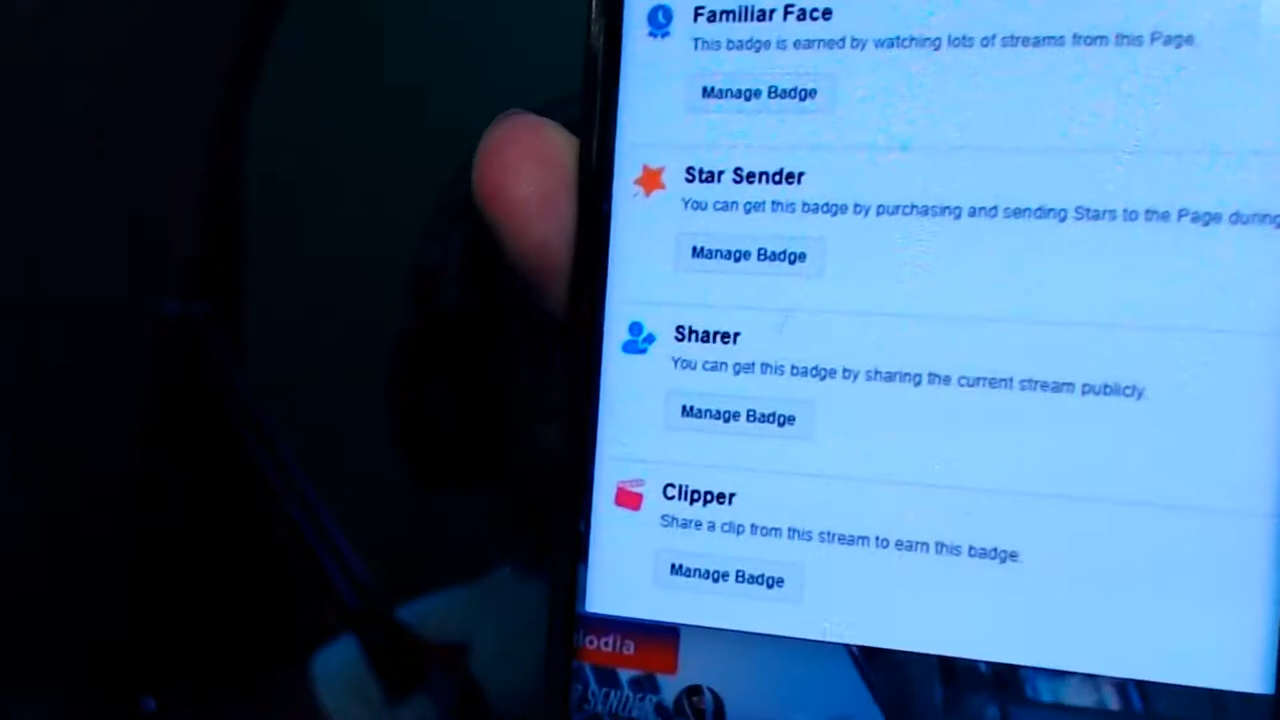 Familiar Face
This badge is earned by watching lots of streams from this Page.
Manage Badge
Star Sender
You can get this badge by purchasing and sending Stars to the Page during
Manage Badge
Sharer
You can get this badge by sharing the current stream publicly.
Manage Badge
Clipper
Share a clip from this stream to earn this badge.
Manage Badge
lodia
SENDER